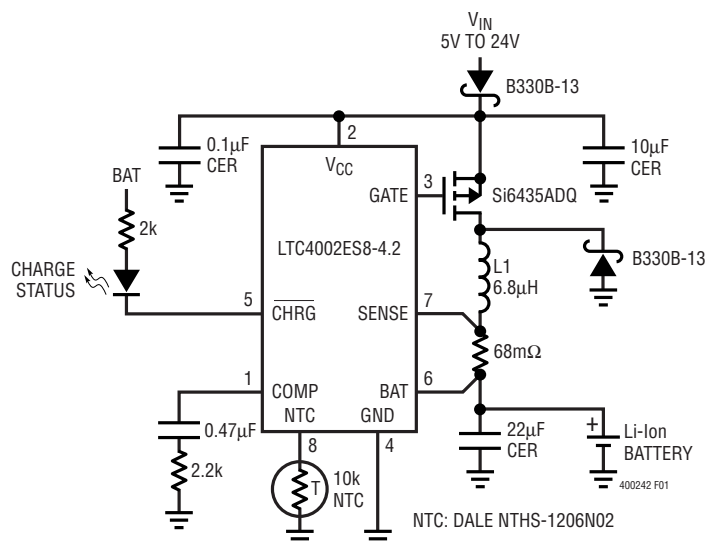 VIN
5V TO 24V
B330B-13
0.1µF
CER
2
VCC
10µF
CER
BAT
2k
GATE
3
Si6435ADQ
LTC4002ES8-4.2
CHARGE
STATUS
B330B-13
L1
6.8µH
5
CHRG
SENSE
7
68mΩ
1
COMP
BAT
6
NTC
GND
0.47µF
8
4
22µF
CER
+
Li-Ion
BATTERY
2.2k
T
10k
NTC
400242 F01
NTC: DALE NTHS-1206N02